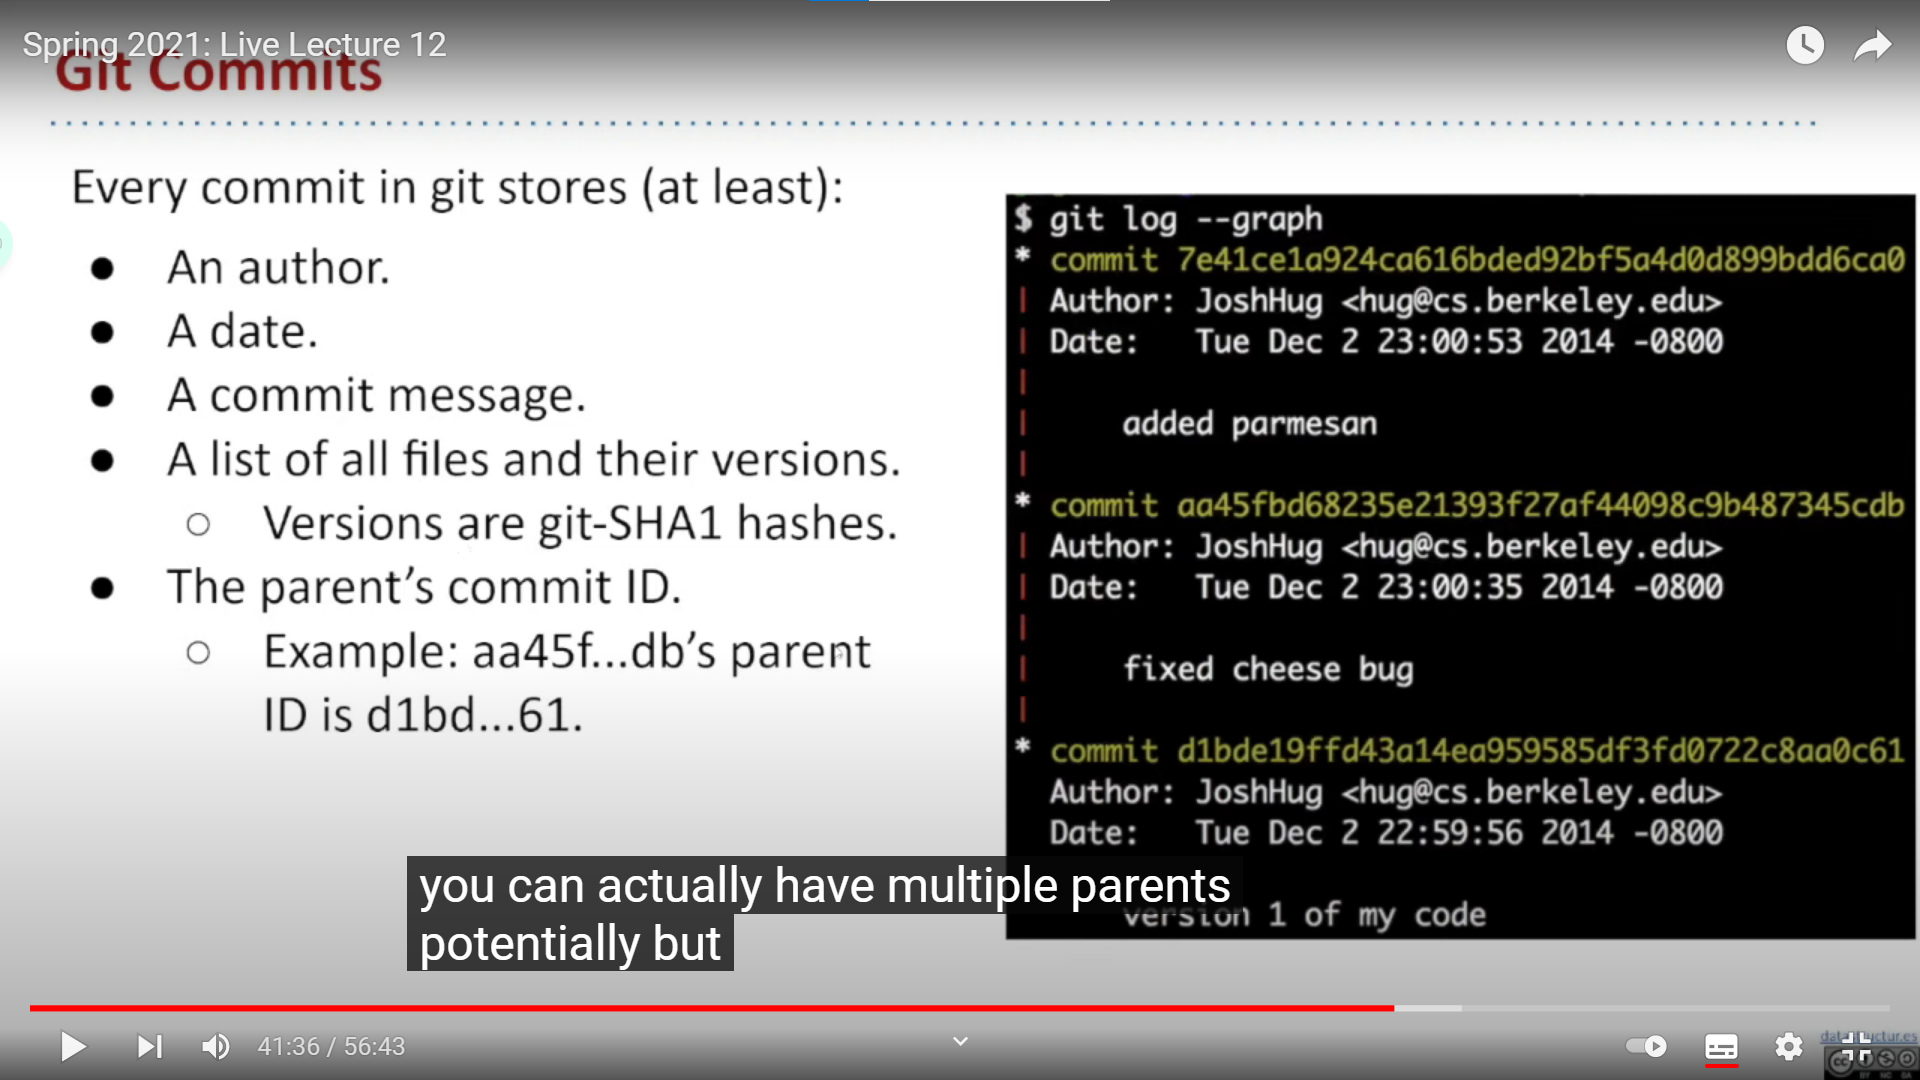 Spring 2021: Live Lecture 12
Git Commits
Every commit in git stores (at least):
● An author.
● A date.
● A commit message.
● A list of all files and their versions.
○ Versions are git-SHA1 hashes.
● The parent's commit ID.
○ Example: aa45f...db's parent
ID is d1bd...61.
$ git log --graph
* commit 7e41ce1a924ca616bded92bf5a4d0d899bdd6ca0
| Author: JoshHug <hug@cs.berkeley.edu>
| Date:   Tue Dec 2 23:00:53 2014 -0800
|
|     added parmesan
|
* commit aa45fbd68235e21393f27af44098c9b487345cdb
| Author: JoshHug <hug@cs.berkeley.edu>
| Date:   Tue Dec 2 23:00:35 2014 -0800
|
|     fixed cheese bug
|
* commit d1bde19ffd43a14ea959585df3fd0722c8aa0c61
Author: JoshHug <hug@cs.berkeley.edu>
Date:   Tue Dec 2 22:59:56 2014 -0800
version 1 of my code
you can actually have multiple parents
potentially but
41:36 / 56:43
datastructur.es
cc
BY NC SA